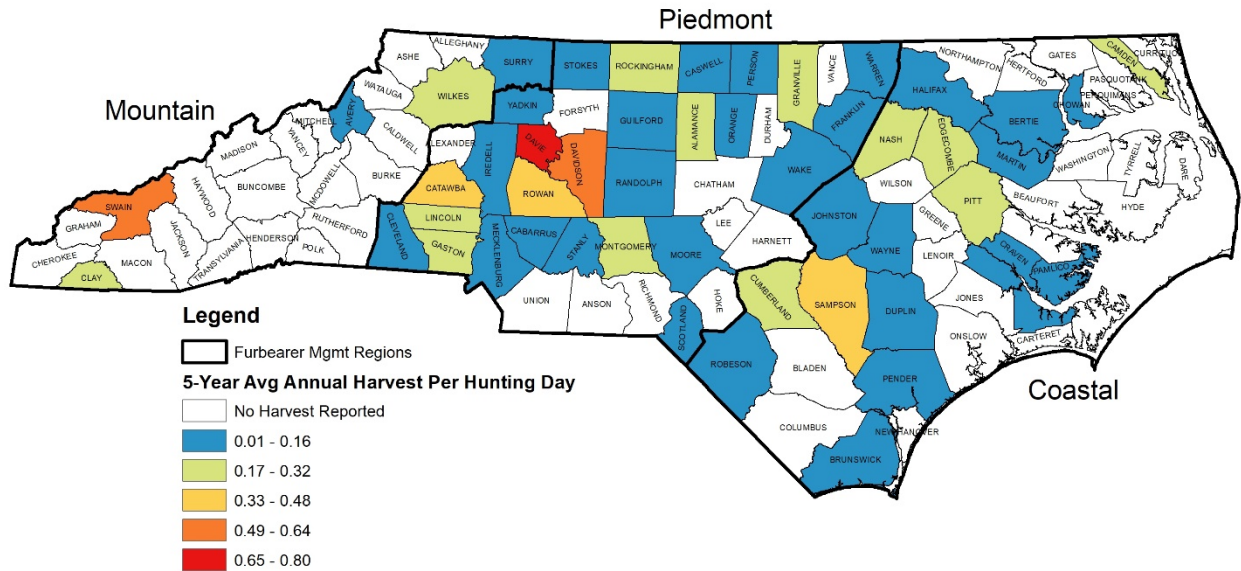 Piedmont
Mountain
Coastal
ALLEGHANY
ASHE
SURRY
STOKES
ROCKINGHAM
CASWELL
PERSON
GRANVILLE
VANCE
WARREN
NORTHAMPTON
GATES
HERTFORD
CAMDEN
CURRITUCK
PASQUOTANK
PERQUIMANS
CHOWAN
WATAUGA
WILKES
YADKIN
FORSYTH
GUILFORD
ALAMANCE
ORANGE
DURHAM
FRANKLIN
HALIFAX
BERTIE
MITCHELL
AVERY
CALDWELL
ALEXANDER
IREDELL
DAVIE
DAVIDSON
RANDOLPH
CHATHAM
WAKE
NASH
EDGECOMBE
MARTIN
WASHINGTON
TYRRELL
DARE
MADISON
YANCEY
BURKE
CATAWBA
ROWAN
WILSON
PITT
BEAUFORT
HYDE
SWAIN
HAYWOOD
BUNCOMBE
MCDOWELL
LINCOLN
LEE
JOHNSTON
GREENE
GRAHAM
JACKSON
HENDERSON
RUTHERFORD
POLK
CLEVELAND
GASTON
MECKLENBURG
CABARRUS
STANLY
MONTGOMERY
MOORE
HARNETT
WAYNE
LENOIR
CRAVEN
PAMLICO
CHEROKEE
CLAY
MACON
TRANSYLVANIA
UNION
ANSON
RICHMOND
SCOTLAND
HOKE
CUMBERLAND
SAMPSON
DUPLIN
JONES
ONSLOW
CARTERET
ROBESON
BLADEN
PENDER
COLUMBUS
NEW HANOVER
BRUNSWICK
Legend
Furbearer Mgmt Regions
5-Year Avg Annual Harvest Per Hunting Day
No Harvest Reported
0.01 - 0.16
0.17 - 0.32
0.33 - 0.48
0.49 - 0.64
0.65 - 0.80